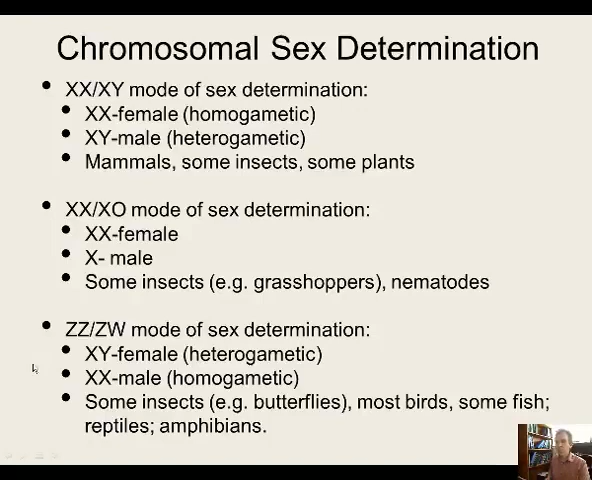 Chromosomal Sex Determination
• XX/XY mode of sex determination:
• XX-female (homogametic)
• XY-male (heterogametic)
• Mammals, some insects, some plants
• XX/XO mode of sex determination:
• XX-female
• X- male
• Some insects (e.g. grasshoppers), nematodes
• ZZ/ZW mode of sex determination:
• XY-female (heterogametic)
• XX-male (homogametic)
• Some insects (e.g. butterflies), most birds, some fish;
reptiles; amphibians.